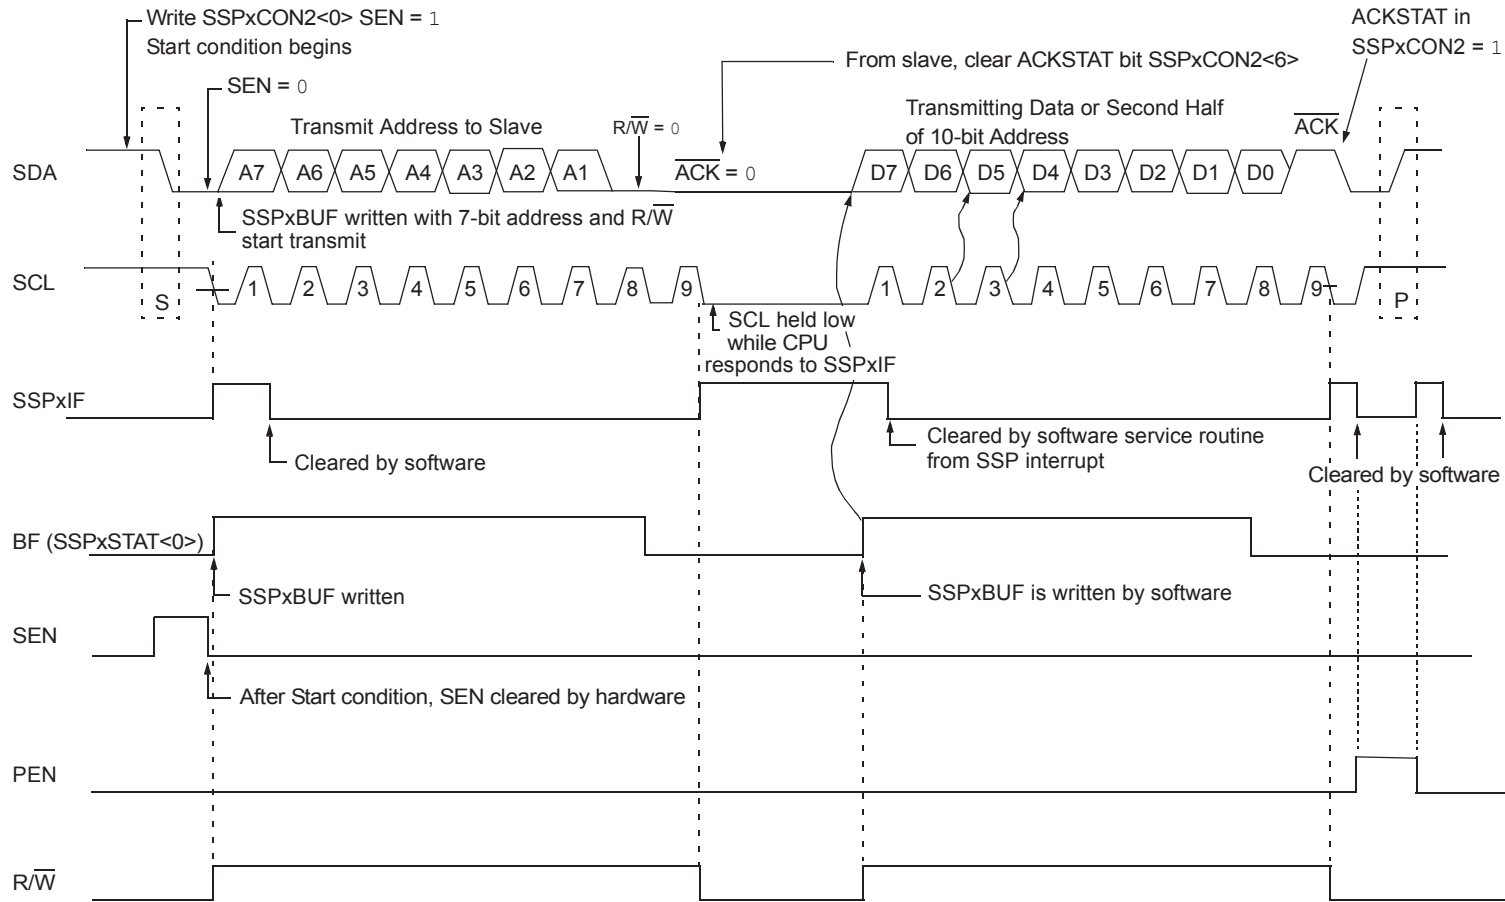 Write SSPxCON2<0> SEN = 1
Start condition begins
ACKSTAT in
SSPxCON2 = 1
From slave, clear ACKSTAT bit SSPxCON2<6>
SEN = 0
Transmit Address to Slave
R/W̅ = 0
Transmitting Data or Second Half
of 10-bit Address
A̅C̅K̅
SDA
A7 A6 A5 A4 A3 A2 A1
A̅C̅K̅ = 0
D7 D6 D5 D4 D3 D2 D1 D0
SSPxBUF written with 7-bit address and R/W̅
start transmit
SCL
S
1 2 3 4 5 6 7 8 9
1 2 3 4 5 6 7 8 9
P
SCL held low
while CPU
responds to SSPxIF
SSPxIF
Cleared by software
Cleared by software service routine
from SSP interrupt
Cleared by software
BF (SSPxSTAT<0>)
SSPxBUF written
SSPxBUF is written by software
SEN
After Start condition, SEN cleared by hardware
PEN
R/W̅